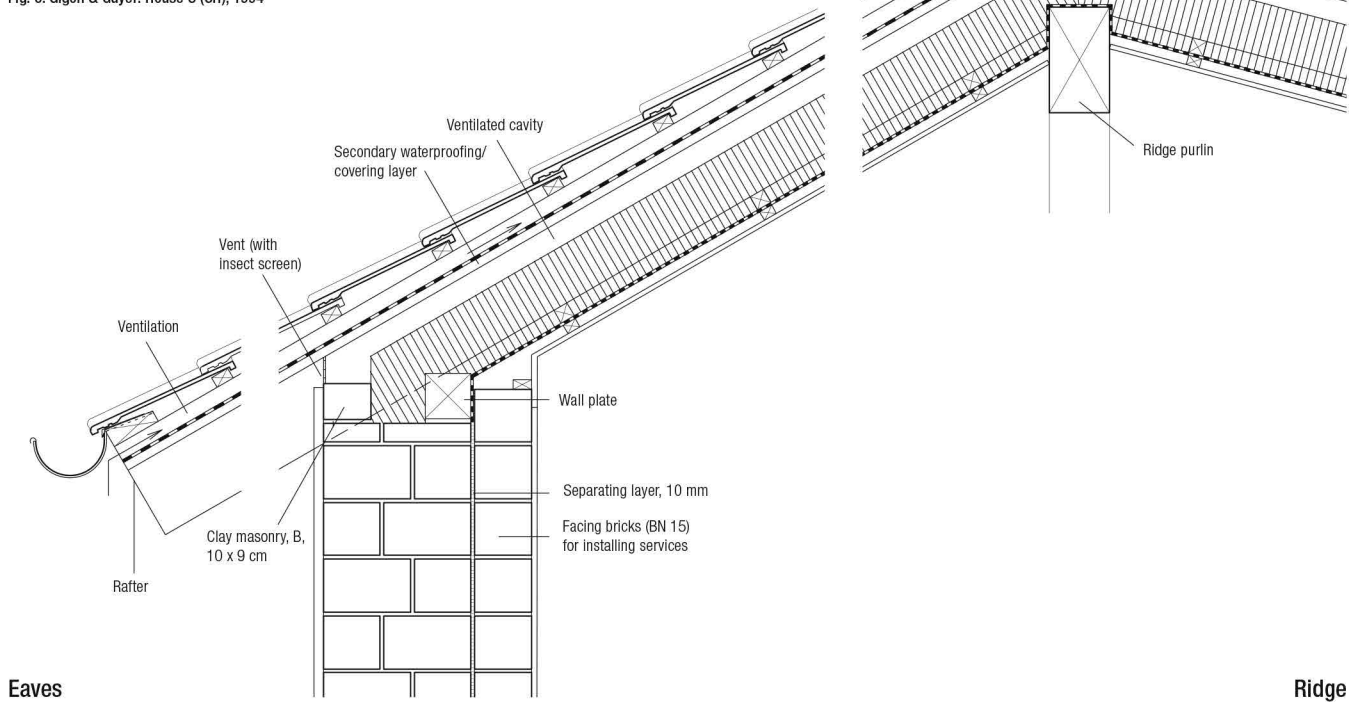 Ventilated cavity
Secondary waterproofing/
covering layer
Ridge purlin
Vent (with
insect screen)
Ventilation
Wall plate
Separating layer, 10 mm
Facing bricks (BN 15)
for installing services
Clay masonry, B,
10 x 9 cm
Rafter
Eaves
Ridge